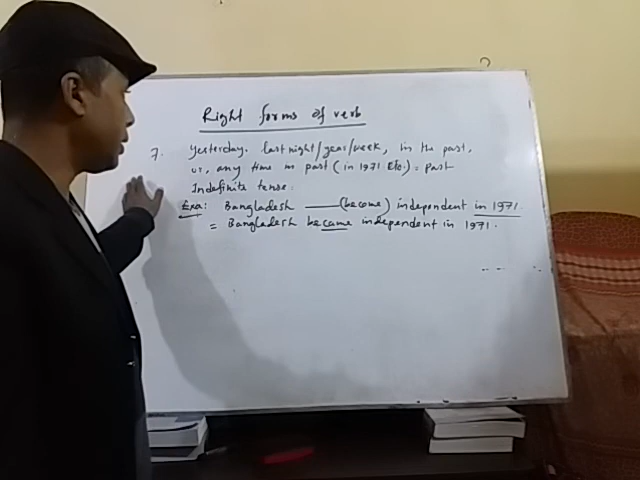 Right forms of verb
7. Yesterday. last night/year/week, in the past,
or, any time in past (in 1971 Etc.) = Past
Indefinite tense.
Exa: Bangladesh ——— (become) independent in 1971
= Bangladesh became independent in 1971.